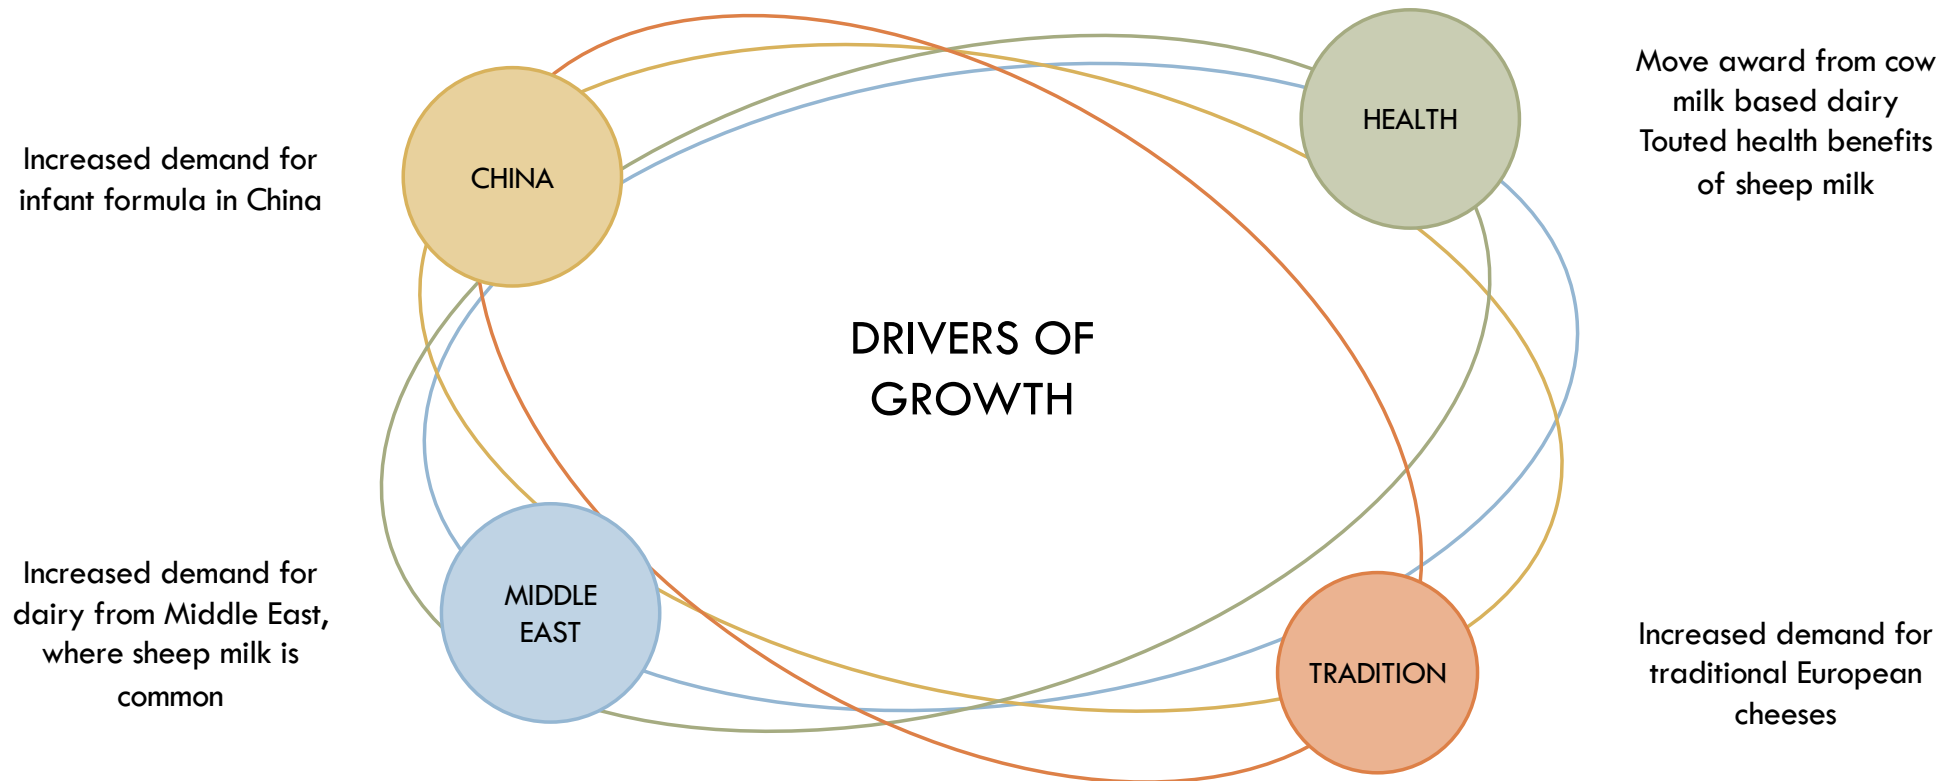 Increased demand for
infant formula in China
CHINA
HEALTH
Move award from cow
milk based dairy
Touted health benefits
of sheep milk
DRIVERS OF
GROWTH
Increased demand for
dairy from Middle East,
where sheep milk is
common
MIDDLE
EAST
TRADITION
Increased demand for
traditional European
cheeses